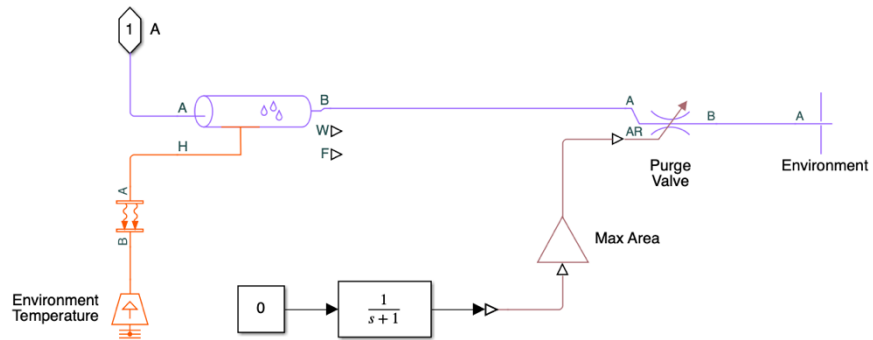 1 A
A B A
W
F
AR B A
H
Purge
Valve
Environment
A
B
Max Area
Environment
Temperature
0
1
s + 1